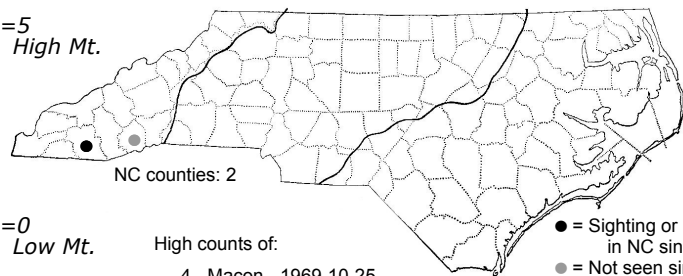 =5
High Mt.
NC counties: 2
=0
Low Mt.
High counts of:
4 - Macon - 1969-10-25
● = Sighting or
in NC sin
● = Not seen sin